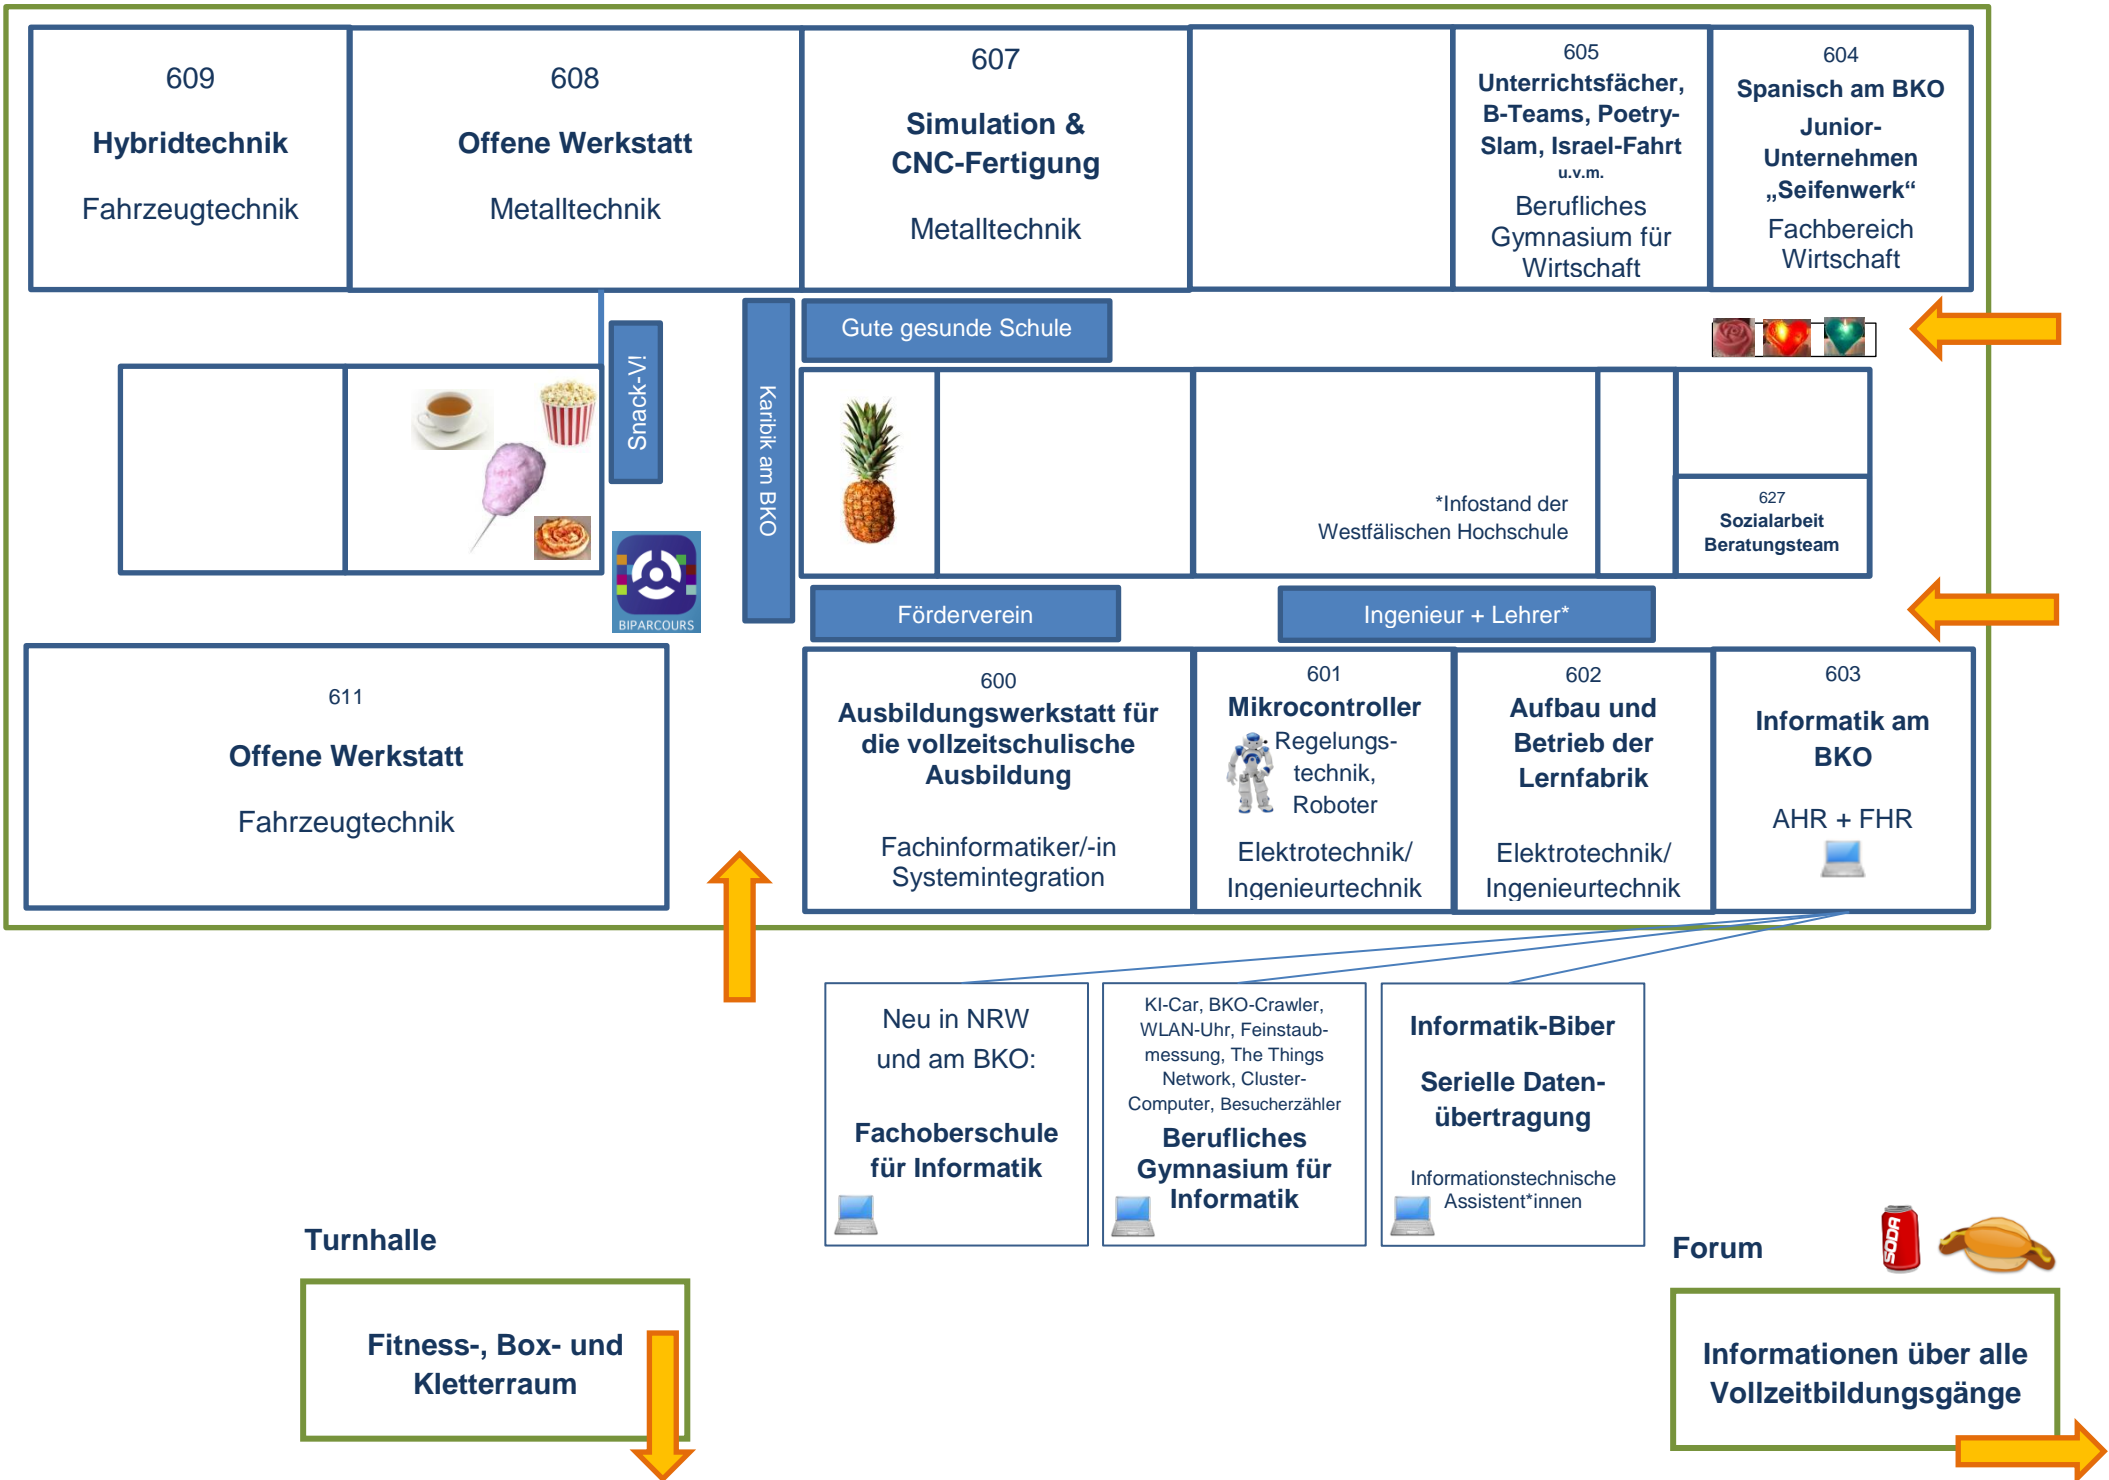 609
Hybridtechnik
Fahrzeugtechnik
608
Offene Werkstatt
Metalltechnik
607
Simulation &
CNC-Fertigung
Metalltechnik
605
Unterrichtsfächer,
B-Teams, Poetry-
Slam, Israel-Fahrt
u.v.m.
Berufliches
Gymnasium für
Wirtschaft
604
Spanisch am BKO
Junior-
Unternehmen
„Seifenwerk“
Fachbereich
Wirtschaft
Snack-V!
Karibik am BKO
Gute gesunde Schule
*Infostand der
Westfälischen Hochschule
627
Sozialarbeit
Beratungsteam
BIPARCOURS
Förderverein
Ingenieur + Lehrer*
611
Offene Werkstatt
Fahrzeugtechnik
600
Ausbildungswerkstatt für
die vollzeitschulische
Ausbildung
Fachinformatiker/-in
Systemintegration
601
Mikrocontroller
Regelungs-
technik,
Roboter
Elektrotechnik/
Ingenieurtechnik
602
Aufbau und
Betrieb der
Lernfabrik
Elektrotechnik/
Ingenieurtechnik
603
Informatik am
BKO
AHR + FHR
Neu in NRW
und am BKO:
Fachoberschule
für Informatik
KI-Car, BKO-Crawler,
WLAN-Uhr, Feinstaub-
messung, The Things
Network, Cluster-
Computer, Besucherzähler
Berufliches
Gymnasium für
Informatik
Informatik-Biber
Serielle Daten-
übertragung
Informationstechnische
Assistent*innen
Turnhalle
Fitness-, Box- und
Kletterraum
Forum
SODA
Informationen über alle
Vollzeitbildungsgänge